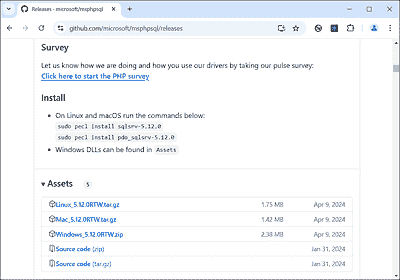 Releases · microsoft/msphpsql
github.com/microsoft/msphpsql/releases
Survey
Let us know how we are doing and how you use our drivers by taking our pulse survey:
Click here to start the PHP survey
Install
On Linux and macOS run the commands below:
sudo pecl install sqlsrv-5.12.0
sudo pecl install pdo_sqlsrv-5.12.0
Windows DLLs can be found in Assets
Assets 5
Linux_5.12.0RTW.tar.gz 1.75 MB Apr 9, 2024
Mac_5.12.0RTW.tar.gz 1.42 MB Apr 9, 2024
Windows_5.12.0RTW.zip 2.38 MB Apr 9, 2024
Source code (zip) Jan 31, 2024
Source code (tar.gz) Jan 31, 2024